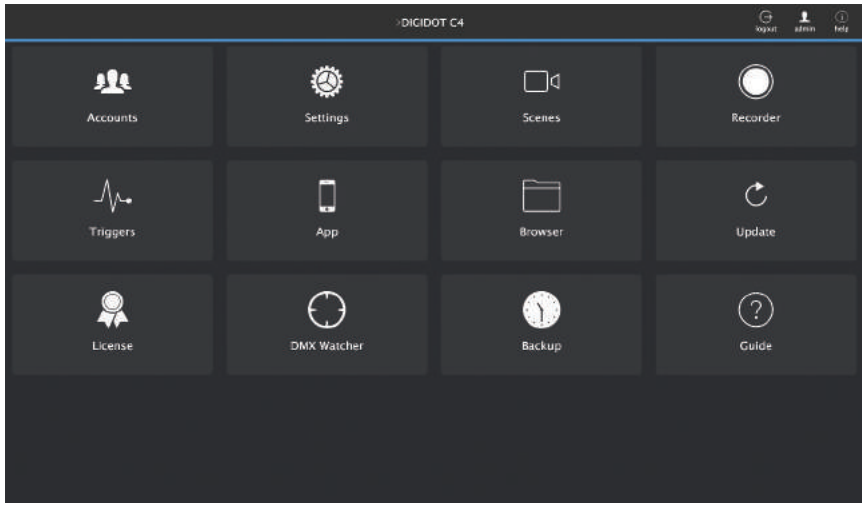 >DIGIDOT C4
logout admin help
Accounts Settings Scenes Recorder
Triggers App Browser Update
License DMX Watcher Backup Guide